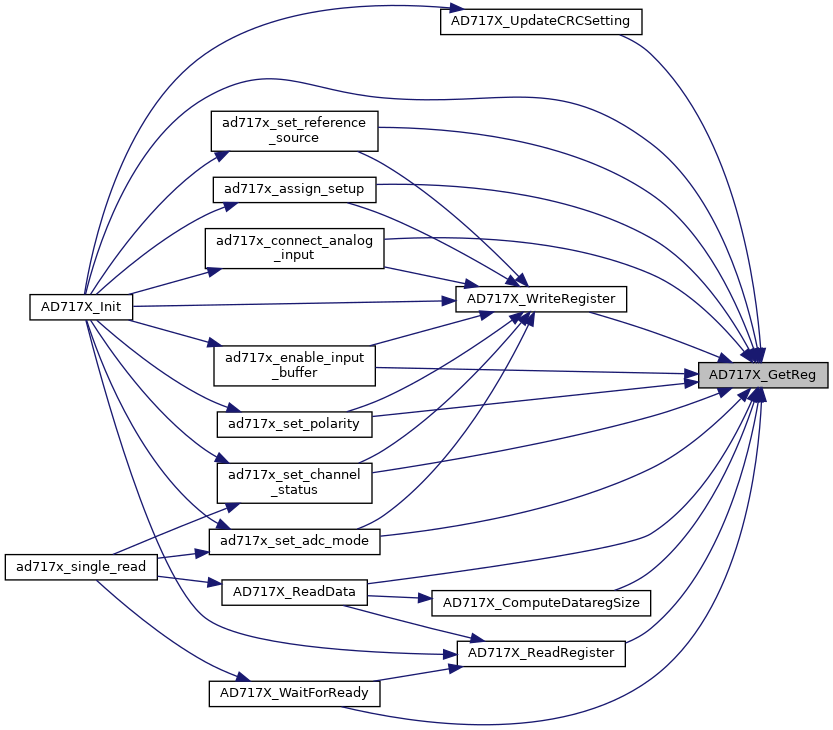 AD717X_UpdateCRCSetting
ad717x_set_reference
_source
ad717x_assign_setup
ad717x_connect_analog
_input
AD717X_WriteRegister
AD717X_Init
ad717x_enable_input
_buffer
AD717X_GetReg
ad717x_set_polarity
ad717x_set_channel
_status
ad717x_set_adc_mode
ad717x_single_read
AD717X_ReadData
AD717X_ComputeDataregSize
AD717X_ReadRegister
AD717X_WaitForReady